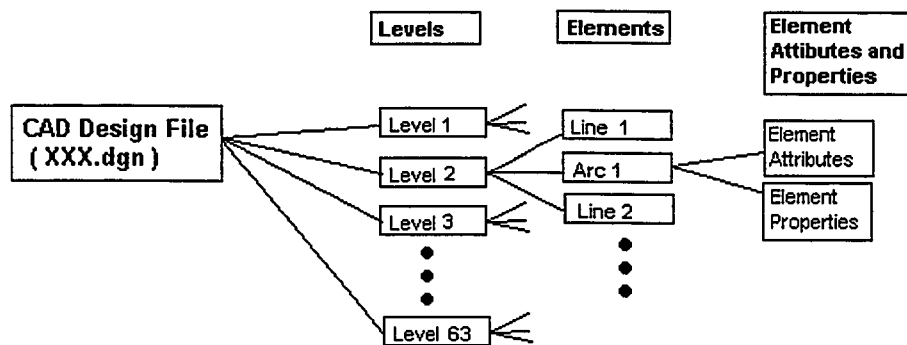 Levels
Elements
Element
Attibutes and
Properties
CAD Design File
( XXX.dgn )
Level 1
Level 2
Level 3
Level 63
Line 1
Arc 1
Line 2
Element
Attributes
Element
Properties